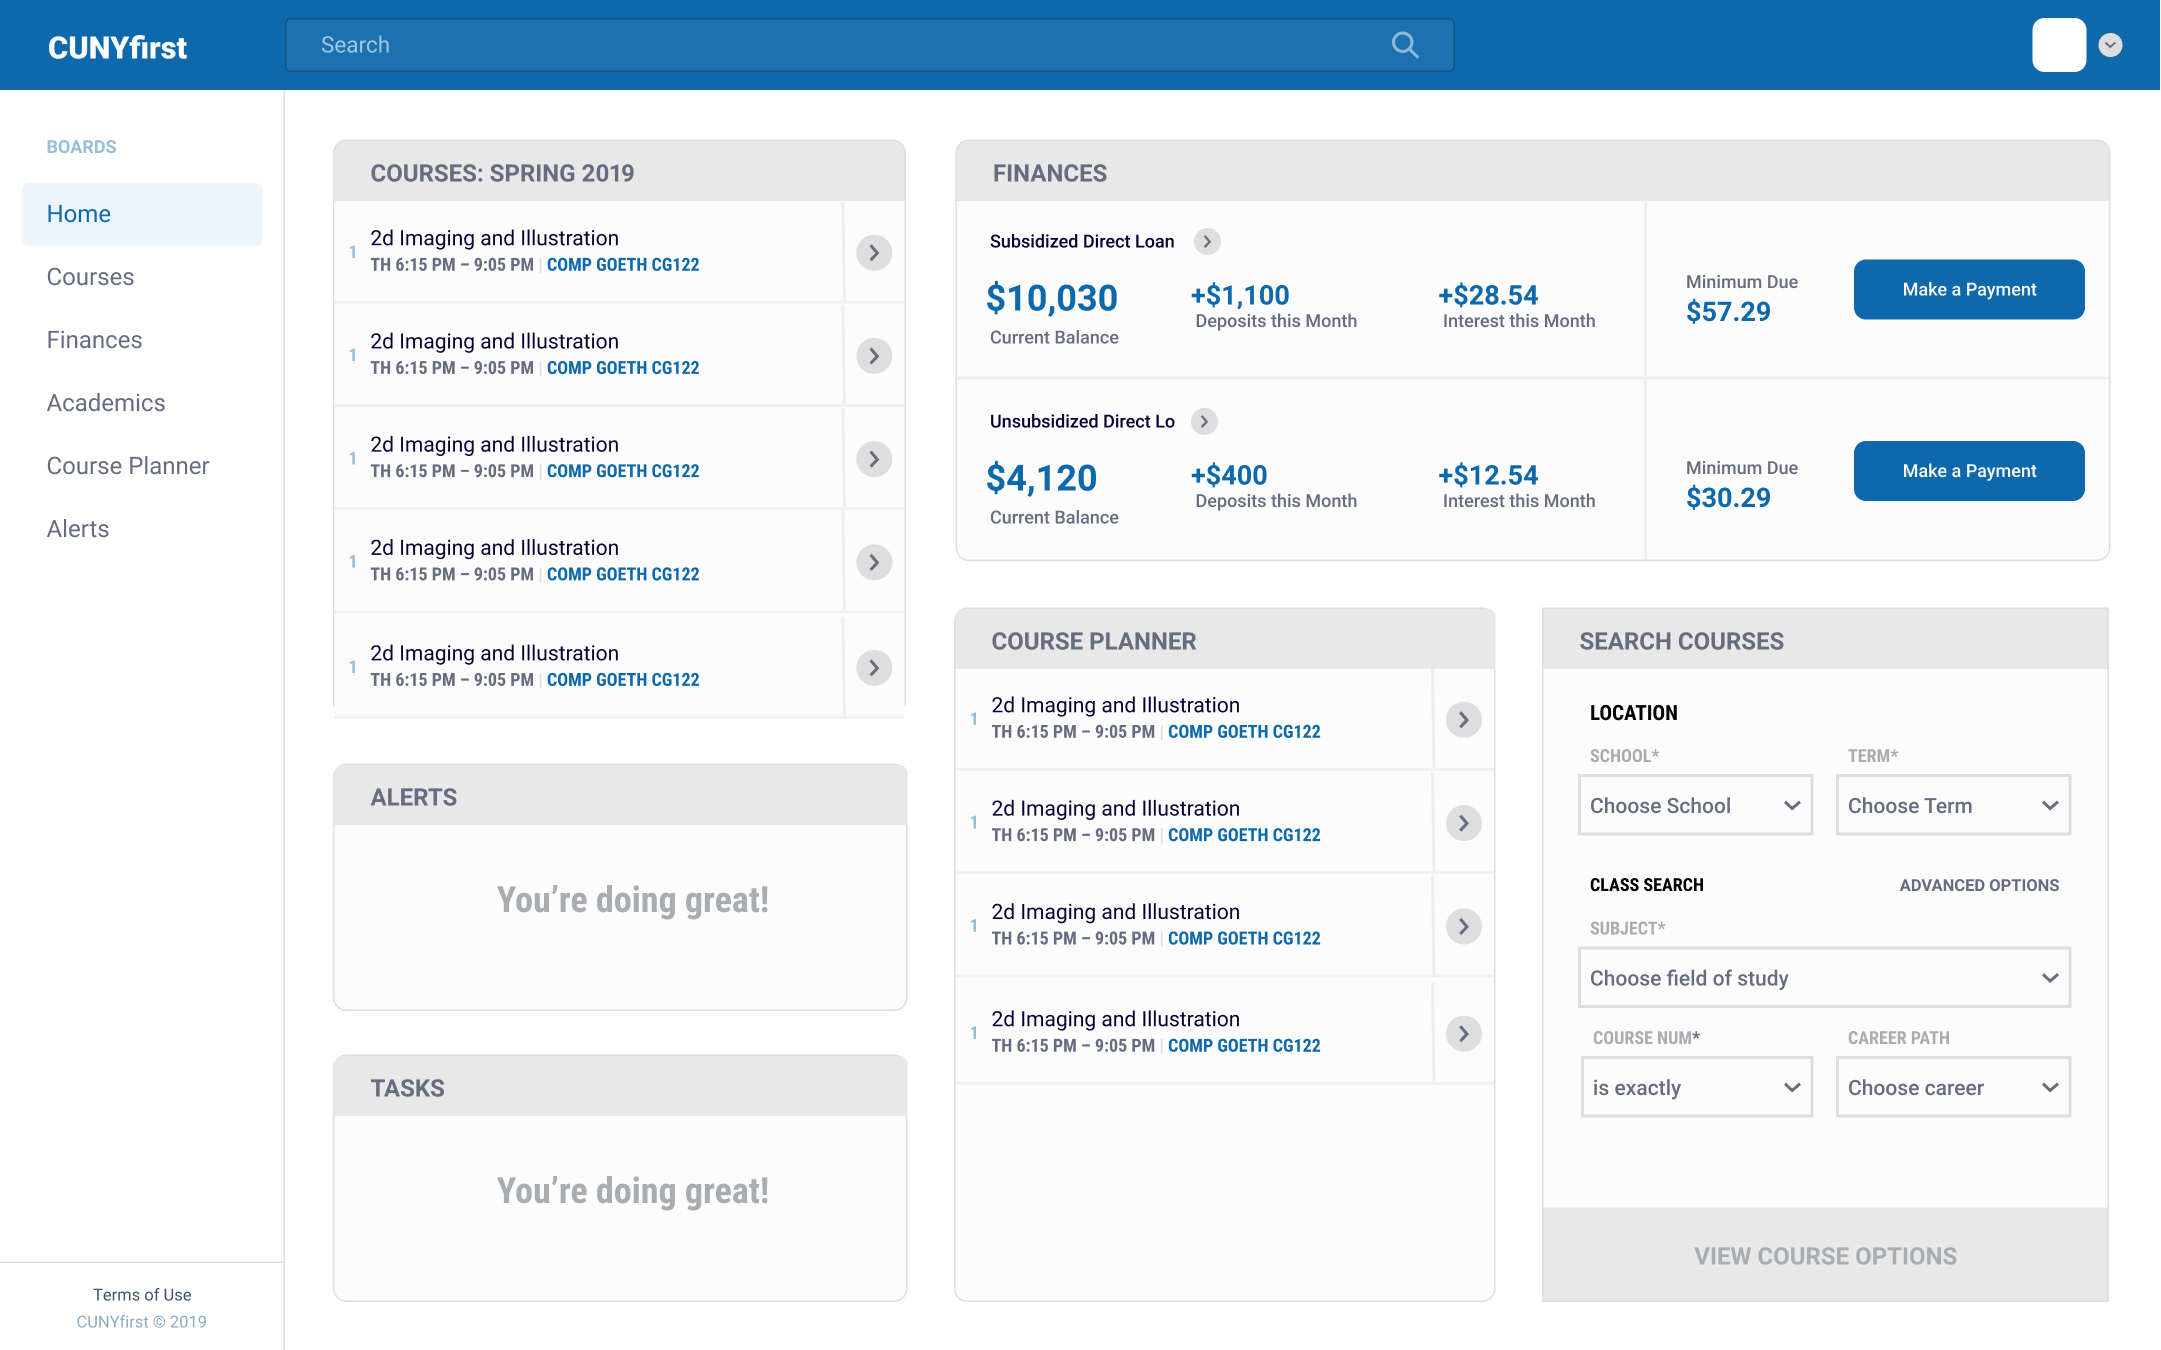 CUNYfirst
Search
BOARDS
Home
Courses
Finances
Academics
Course Planner
Alerts
Terms of Use
CUNYfirst © 2019
COURSES: SPRING 2019
1
2d Imaging and Illustration
TH 6:15 PM – 9:05 PM | COMP GOETH CG122
1
2d Imaging and Illustration
TH 6:15 PM – 9:05 PM | COMP GOETH CG122
1
2d Imaging and Illustration
TH 6:15 PM – 9:05 PM | COMP GOETH CG122
1
2d Imaging and Illustration
TH 6:15 PM – 9:05 PM | COMP GOETH CG122
1
2d Imaging and Illustration
TH 6:15 PM – 9:05 PM | COMP GOETH CG122
ALERTS
You’re doing great!
TASKS
You’re doing great!
FINANCES
Subsidized Direct Loan
$10,030
Current Balance
+$1,100
Deposits this Month
+$28.54
Interest this Month
Minimum Due
$57.29
Make a Payment
Unsubsidized Direct Lo
$4,120
Current Balance
+$400
Deposits this Month
+$12.54
Interest this Month
Minimum Due
$30.29
Make a Payment
COURSE PLANNER
1
2d Imaging and Illustration
TH 6:15 PM – 9:05 PM | COMP GOETH CG122
1
2d Imaging and Illustration
TH 6:15 PM – 9:05 PM | COMP GOETH CG122
1
2d Imaging and Illustration
TH 6:15 PM – 9:05 PM | COMP GOETH CG122
1
2d Imaging and Illustration
TH 6:15 PM – 9:05 PM | COMP GOETH CG122
SEARCH COURSES
LOCATION
SCHOOL*
TERM*
Choose School
Choose Term
CLASS SEARCH
ADVANCED OPTIONS
SUBJECT*
Choose field of study
COURSE NUM*
CAREER PATH
is exactly
Choose career
VIEW COURSE OPTIONS